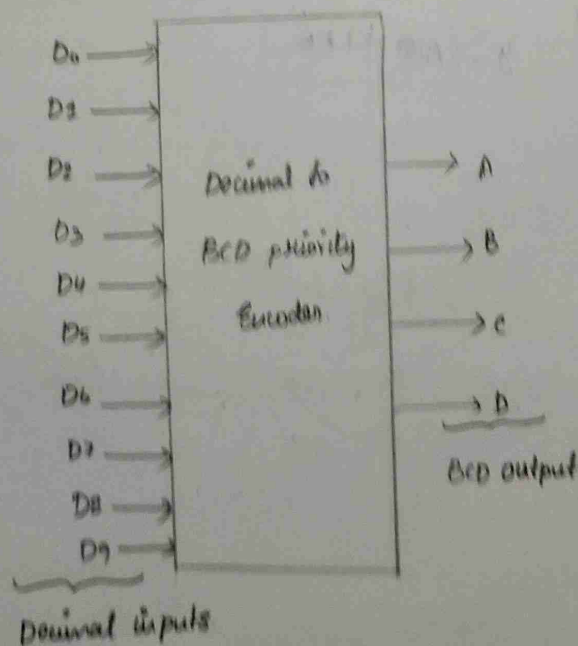 D0
D1
D2
D3
D4
D5
D6
D7
D8
D9
Decimal inputs
Decimal to
BCD priority
Encoder
A
B
C
D
BCD output